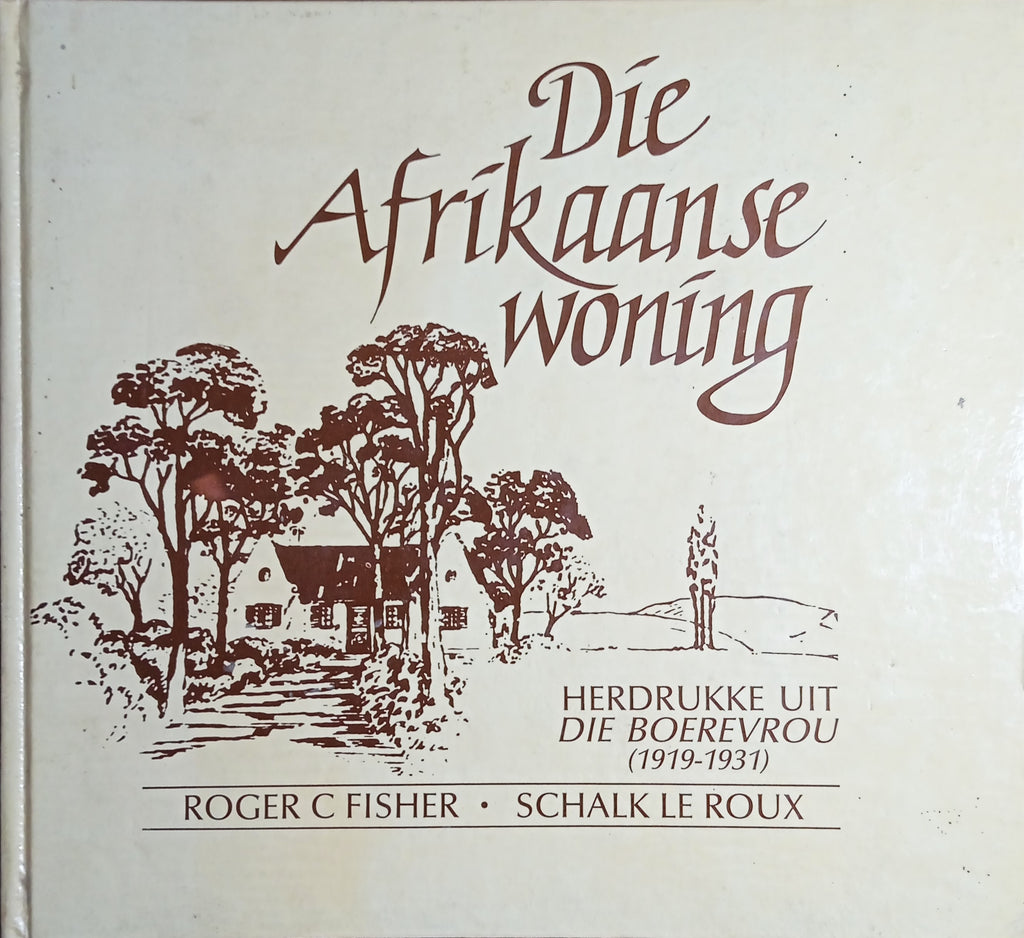 Die
Afrikaanse
woning
HERDRUKKE UIT
DIE BOEREVROU
(1919-1931)
ROGER C FISHER • SCHALK LE ROUX